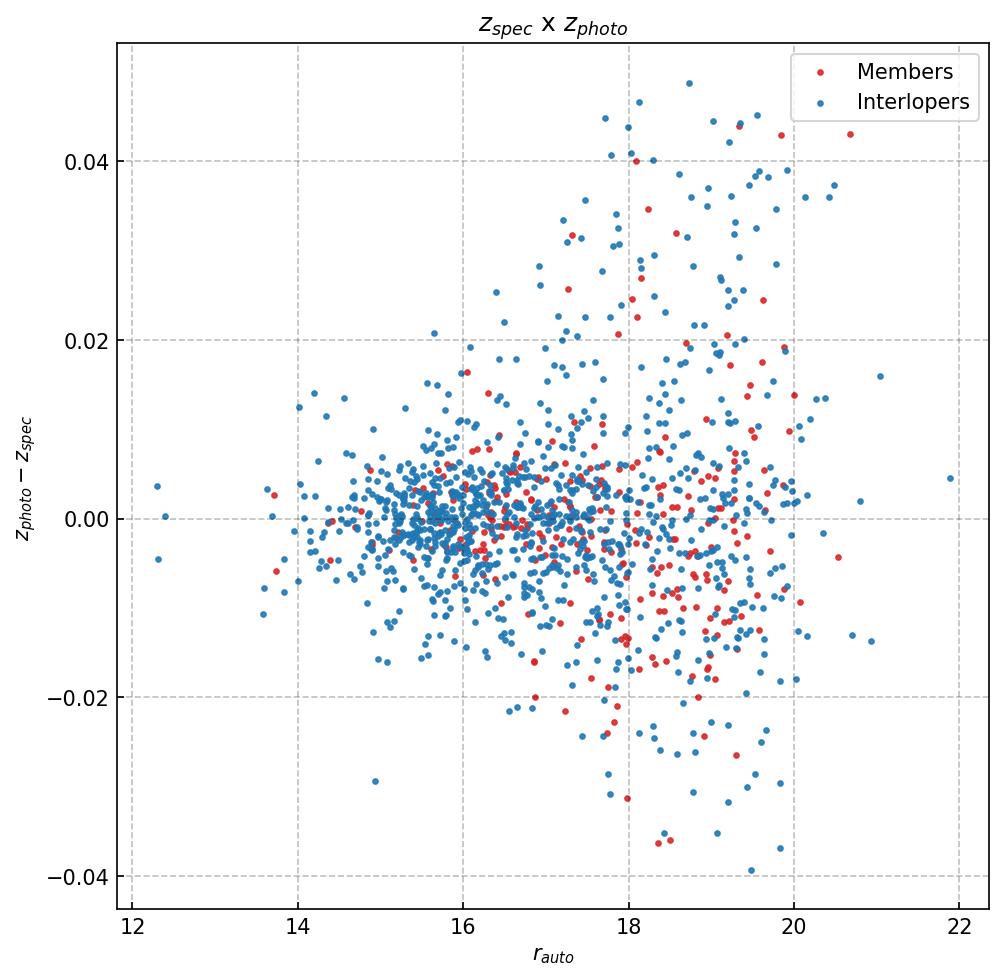 z_spec x z_photo
Members
Interlopers
0.04
0.02
0.00
−0.02
−0.04
z_photo − z_spec
12 14 16 18 20 22
r_auto